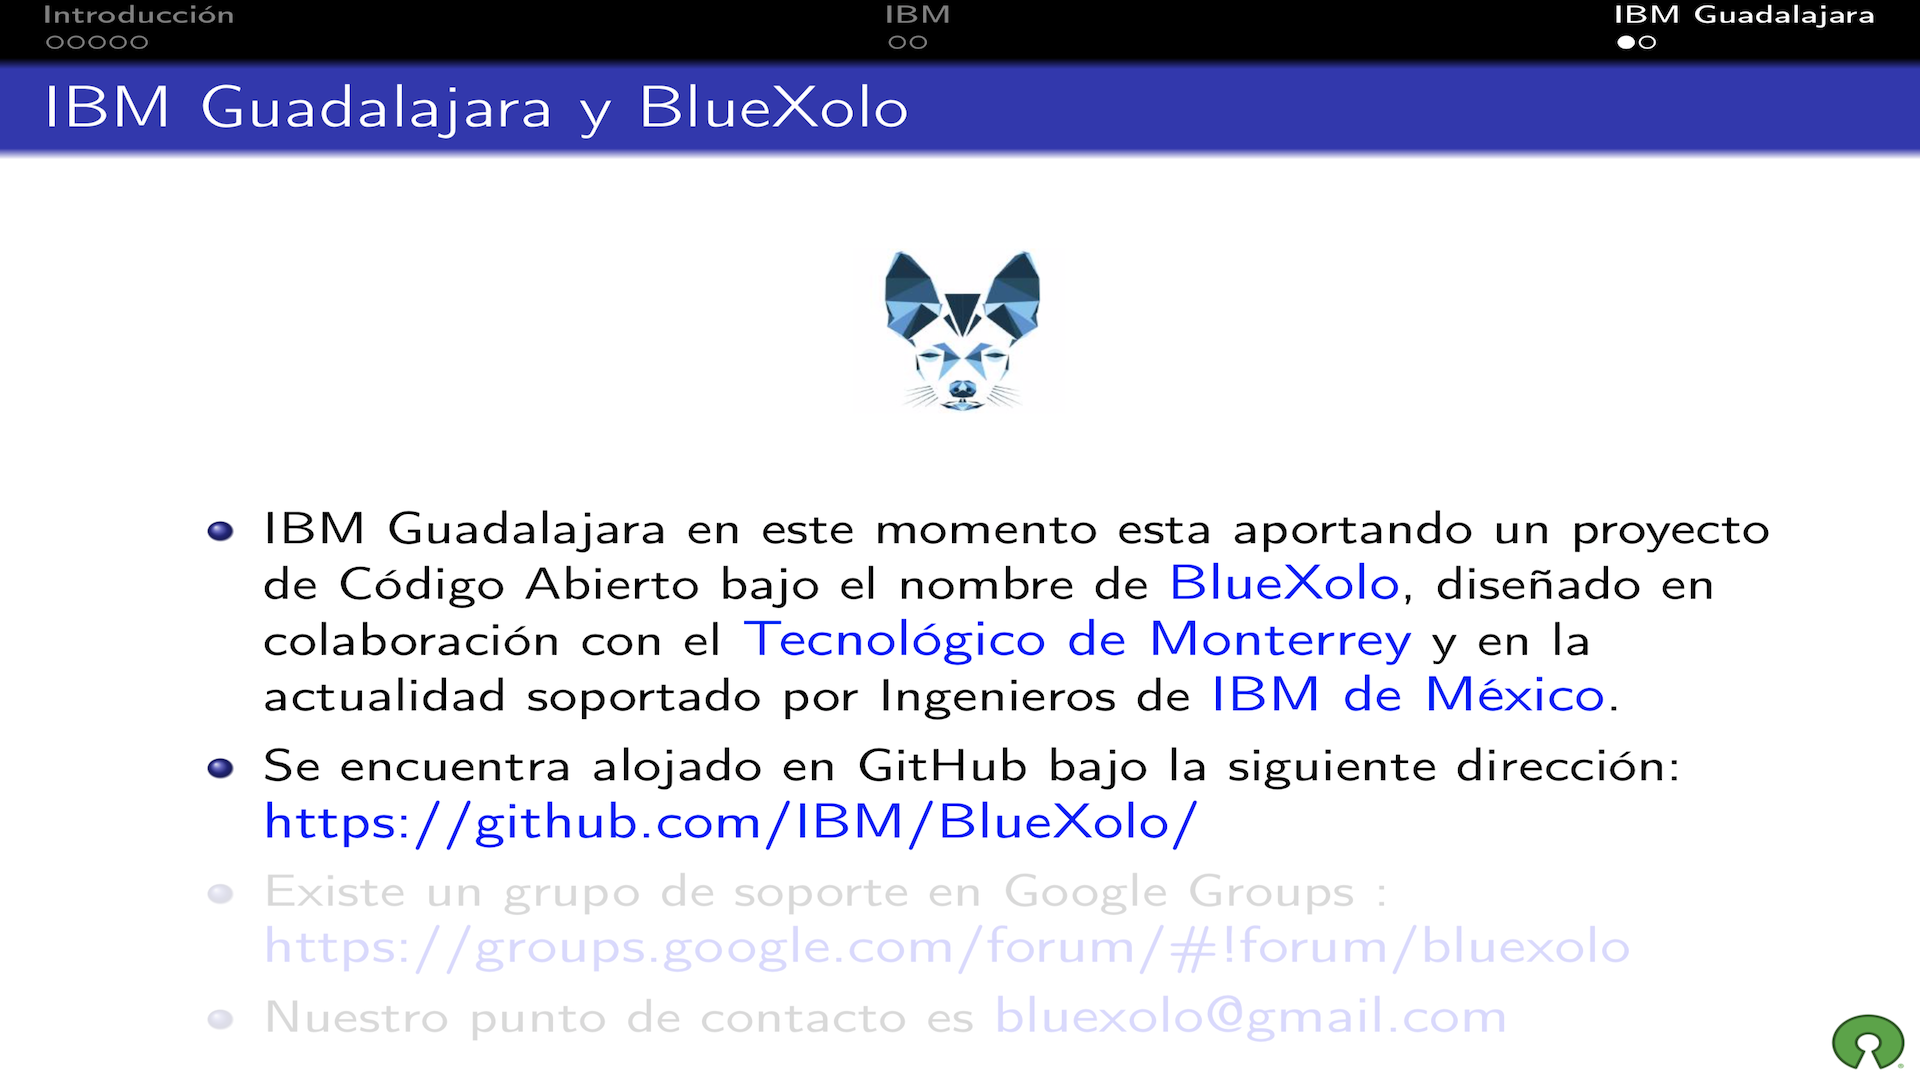 Introducción
IBM
IBM Guadalajara
IBM Guadalajara y BlueXolo
IBM Guadalajara en este momento esta aportando un proyecto
de Código Abierto bajo el nombre de BlueXolo, diseñado en
colaboración con el Tecnológico de Monterrey y en la
actualidad soportado por Ingenieros de IBM de México.
Se encuentra alojado en GitHub bajo la siguiente dirección:
https://github.com/IBM/BlueXolo/
Existe un grupo de soporte en Google Groups :
https://groups.google.com/forum/#!forum/bluexolo
Nuestro punto de contacto es bluexolo@gmail.com